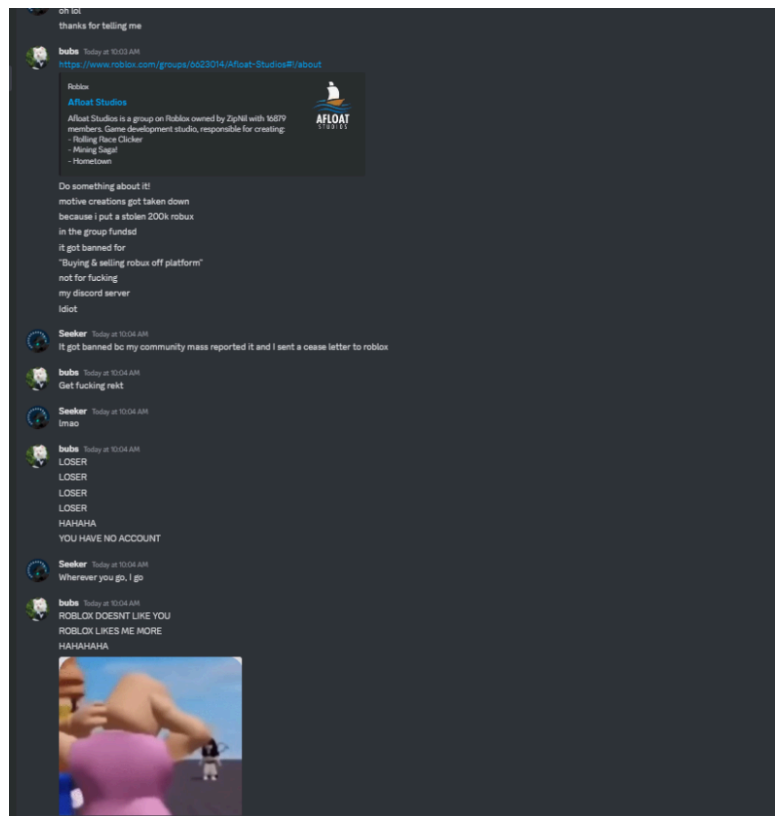 oh lol
thanks for telling me
bubs Today at 10:03 AM
https://www.roblox.com/groups/6623014/Afloat-Studios#!/about
Roblox
Afloat Studios
Afloat Studios is a group on Roblox owned by ZipNil with 16879
members. Game development studio, responsible for creating:
- Rolling Race Clicker
- Mining Saga!
- Hometown
AFLOAT
STUDIOS
Do something about it!
motive creations got taken down
because i put a stolen 200k robux
in the group fundsd
it got banned for
"Buying & selling robux off platform"
not for fucking
my discord server
Idiot
Seeker Today at 10:04 AM
It got banned bc my community mass reported it and I sent a cease letter to roblox
bubs Today at 10:04 AM
Get fucking rekt
Seeker Today at 10:04 AM
lmao
bubs Today at 10:04 AM
LOSER
LOSER
LOSER
LOSER
HAHAHA
YOU HAVE NO ACCOUNT
Seeker Today at 10:04 AM
Wherever you go, I go
bubs Today at 10:04 AM
ROBLOX DOESNT LIKE YOU
ROBLOX LIKES ME MORE
HAHAHAHA